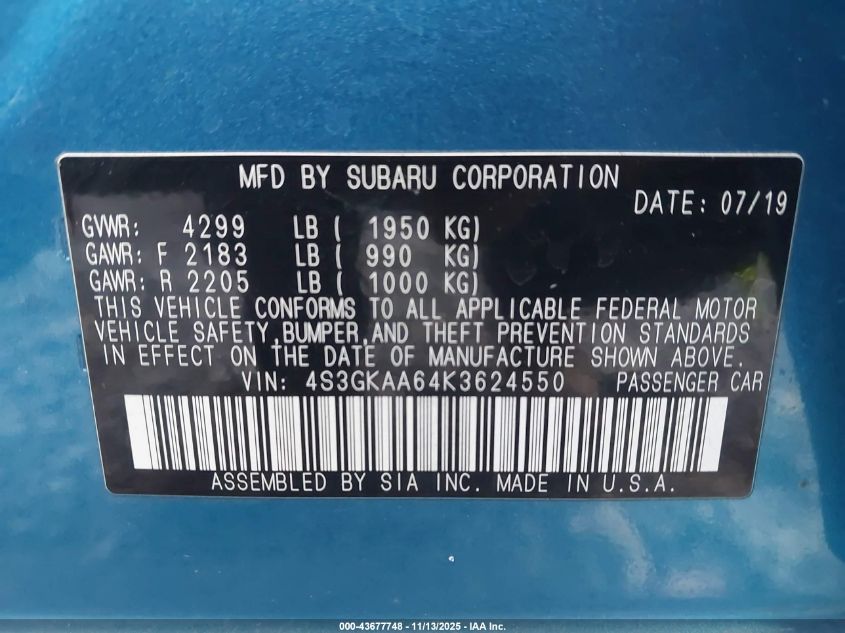 MFD BY SUBARU CORPORATION
DATE: 07/19
GVWR: 4299 LB ( 1950 KG)
GAWR: F 2183 LB ( 990 KG)
GAWR: R 2205 LB ( 1000 KG)
THIS VEHICLE CONFORMS TO ALL APPLICABLE FEDERAL MOTOR
VEHICLE SAFETY,BUMPER,AND THEFT PREVENTION STANDARDS
IN EFFECT ON THE DATE OF MANUFACTURE SHOWN ABOVE.
VIN: 4S3GKAA64K3624550 PASSENGER CAR
ASSEMBLED BY SIA INC. MADE IN U.S.A.
000-43677748 - 11/13/2025 - IAA Inc.